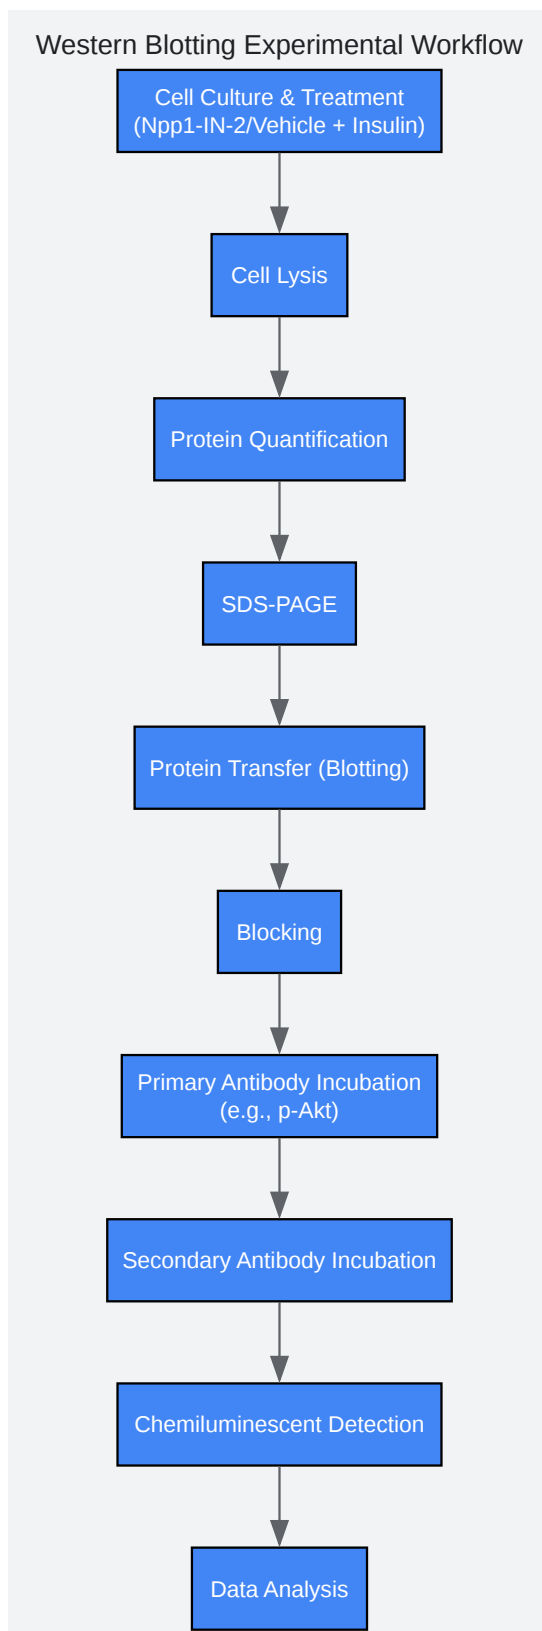 Western Blotting Experimental Workflow
Cell Culture & Treatment
(Npp1-IN-2/Vehicle + Insulin)
Cell Lysis
Protein Quantification
SDS-PAGE
Protein Transfer (Blotting)
Blocking
Primary Antibody Incubation
(e.g., p-Akt)
Secondary Antibody Incubation
Chemiluminescent Detection
Data Analysis